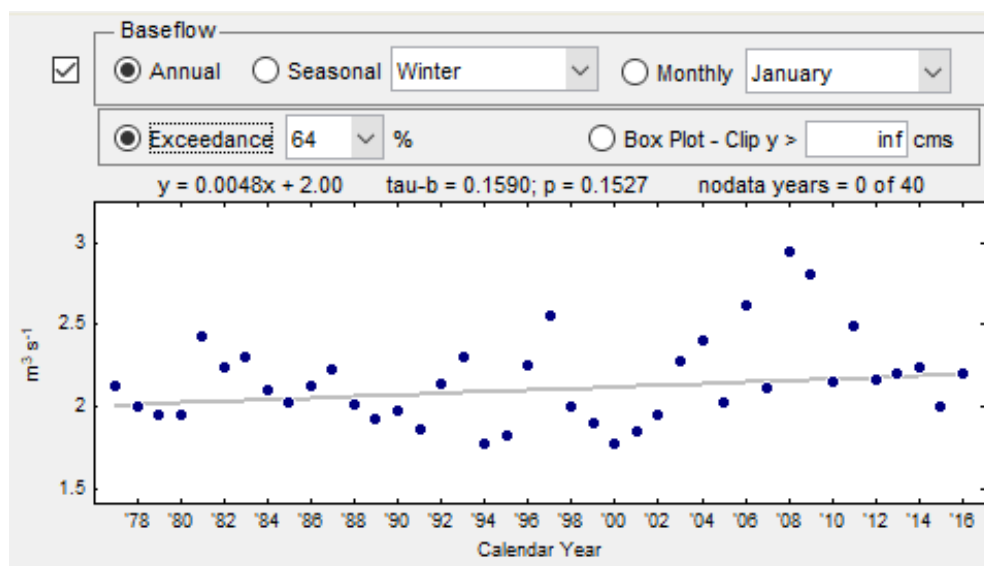 Baseflow
Annual Seasonal Winter Monthly January
Exceedance 64 % Box Plot - Clip y > inf cms
y = 0.0048x + 2.00 tau-b = 0.1590; p = 0.1527 nodata years = 0 of 40
3
2.5
2
1.5
m³ s⁻¹
'78 '80 '82 '84 '86 '88 '90 '92 '94 '96 '98 '00 '02 '04 '06 '08 '10 '12 '14 '16
Calendar Year